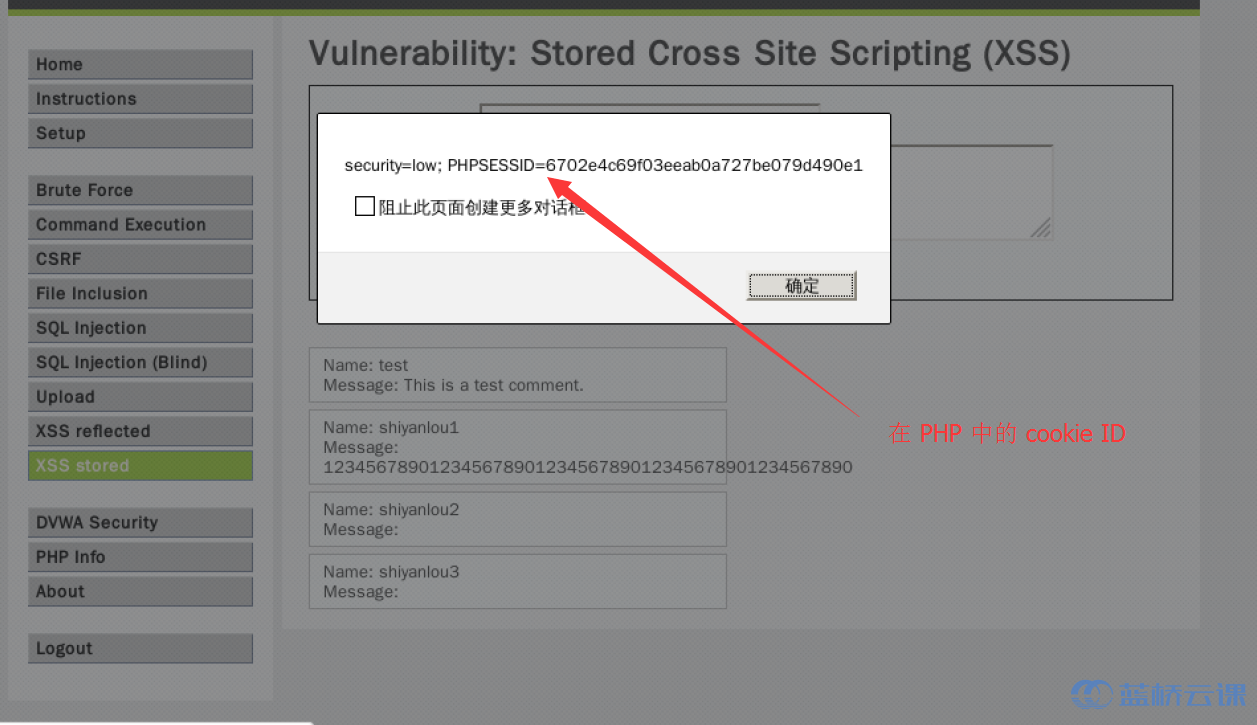 Vulnerability: Stored Cross Site Scripting (XSS)
Home
Instructions
Setup
Brute Force
Command Execution
CSRF
File Inclusion
SQL Injection
SQL Injection (Blind)
Upload
XSS reflected
XSS stored
DVWA Security
PHP Info
About
Logout
security=low; PHPSESSID=6702e4c69f03eeab0a727be079d490e1
阻止此页面创建更多对话框
确定
Name: test
Message: This is a test comment.
Name: shiyanlou1
Message:
12345678901234567890123456789012345678901234567890
Name: shiyanlou2
Message:
Name: shiyanlou3
Message:
在 PHP 中的 cookie ID
蓝桥云课